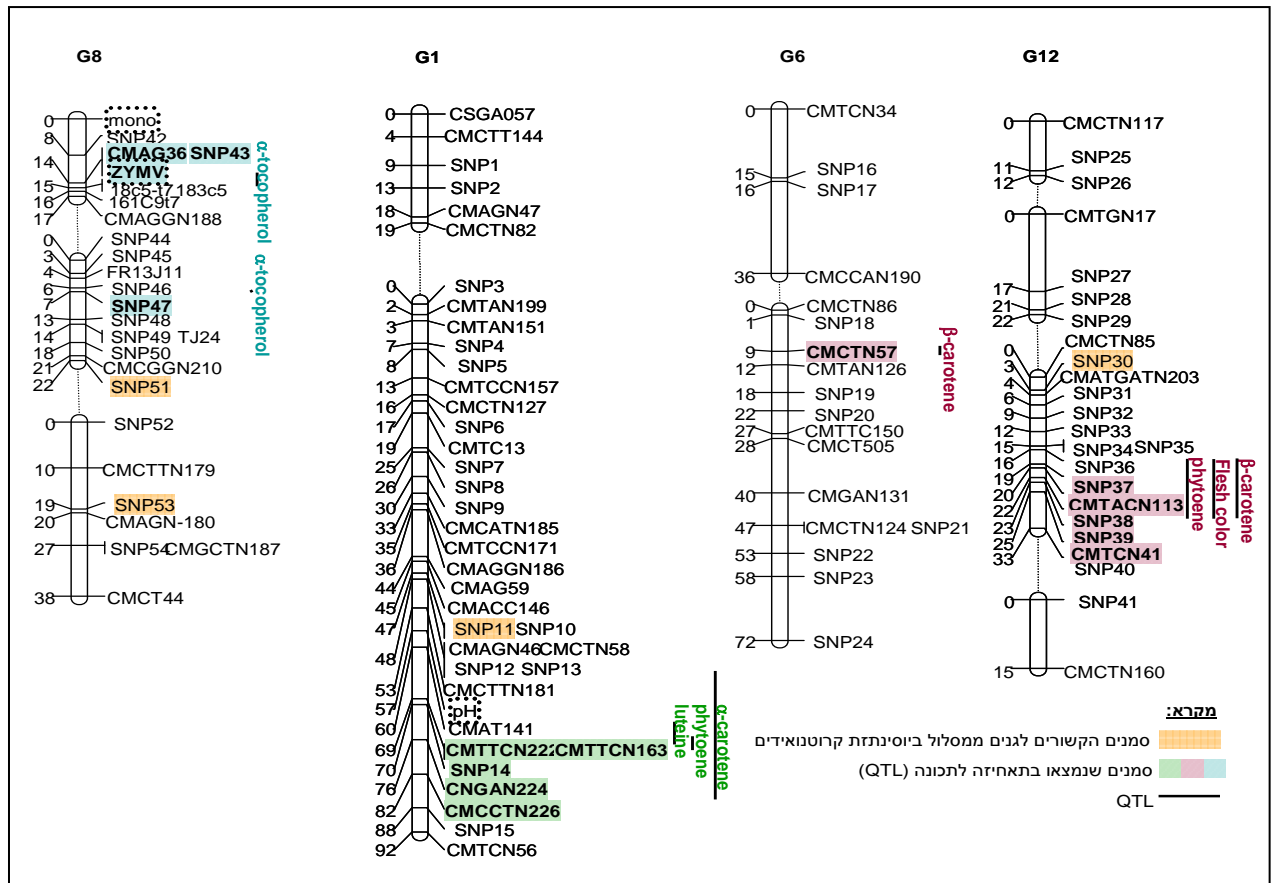 G8
0 mono
8 SNP42
14 CMAG36 SNP43
ZYMV
15 18c5-t7 183c5
16 161C9t7
17 CMAGGN188
0 SNP44
3 SNP45
4 FR13J11
6 SNP46
7 SNP47
13 SNP48
14 SNP49 TJ24
18 SNP50
21 CMCGGN210
22 SNP51
0 SNP52
10 CMCTTN179
19 SNP53
20 CMAGN-180
27 SNP54 CMGCTN187
38 CMCT44
α-tocopherol
α-tocopherol
G1
0 CSGA057
4 CMCTT144
9 SNP1
13 SNP2
18 CMAGN47
19 CMCTN82
0 SNP3
2 CMTAN199
3 CMTAN151
7 SNP4
8 SNP5
13 CMTCCN157
16 CMCTN127
17 SNP6
19 CMTC13
25 SNP7
26 SNP8
30 SNP9
33 CMCATN185
35 CMTCCN171
36 CMAGGN186
44 CMAG59
45 CMACC146
47 SNP11 SNP10
48 CMAGN46 CMCTN58
SNP12 SNP13
53 CMCTTN181
57 pH
60 CMAT141
69 CMTTCN222 CMTTCN163
70 SNP14
76 CNGAN224
82 CMCCTN226
88 SNP15
92 CMTCN56
α-carotene
phytoene
luteine
G6
0 CMTCN34
15 SNP16
16 SNP17
36 CMCCAN190
0 CMCTN86
1 SNP18
9 CMCTN57
12 CMTAN126
18 SNP19
22 SNP20
27 CMTTC150
28 CMCT505
40 CMGAN131
47 CMCTN124 SNP21
53 SNP22
58 SNP23
72 SNP24
β-carotene
G12
0 CMCTN117
11 SNP25
12 SNP26
0 CMTGN17
17 SNP27
21 SNP28
22 SNP29
0 CMCTN85
3 SNP30
4 CMATGATN203
6 SNP31
9 SNP32
12 SNP33
15 SNP34 SNP35
16 SNP36
19 SNP37
20 CMTACN113
22 SNP38
23 SNP39
25 CMTCN41
33 SNP40
0 SNP41
15 CMCTN160
β-carotene
Flesh color
phytoene
מקרא:
סמנים הקשורים לגנים ממסלול ביוסינתזת קרוטנואידים
סמנים שנמצאו בתאחיזה לתכונה (QTL)
QTL